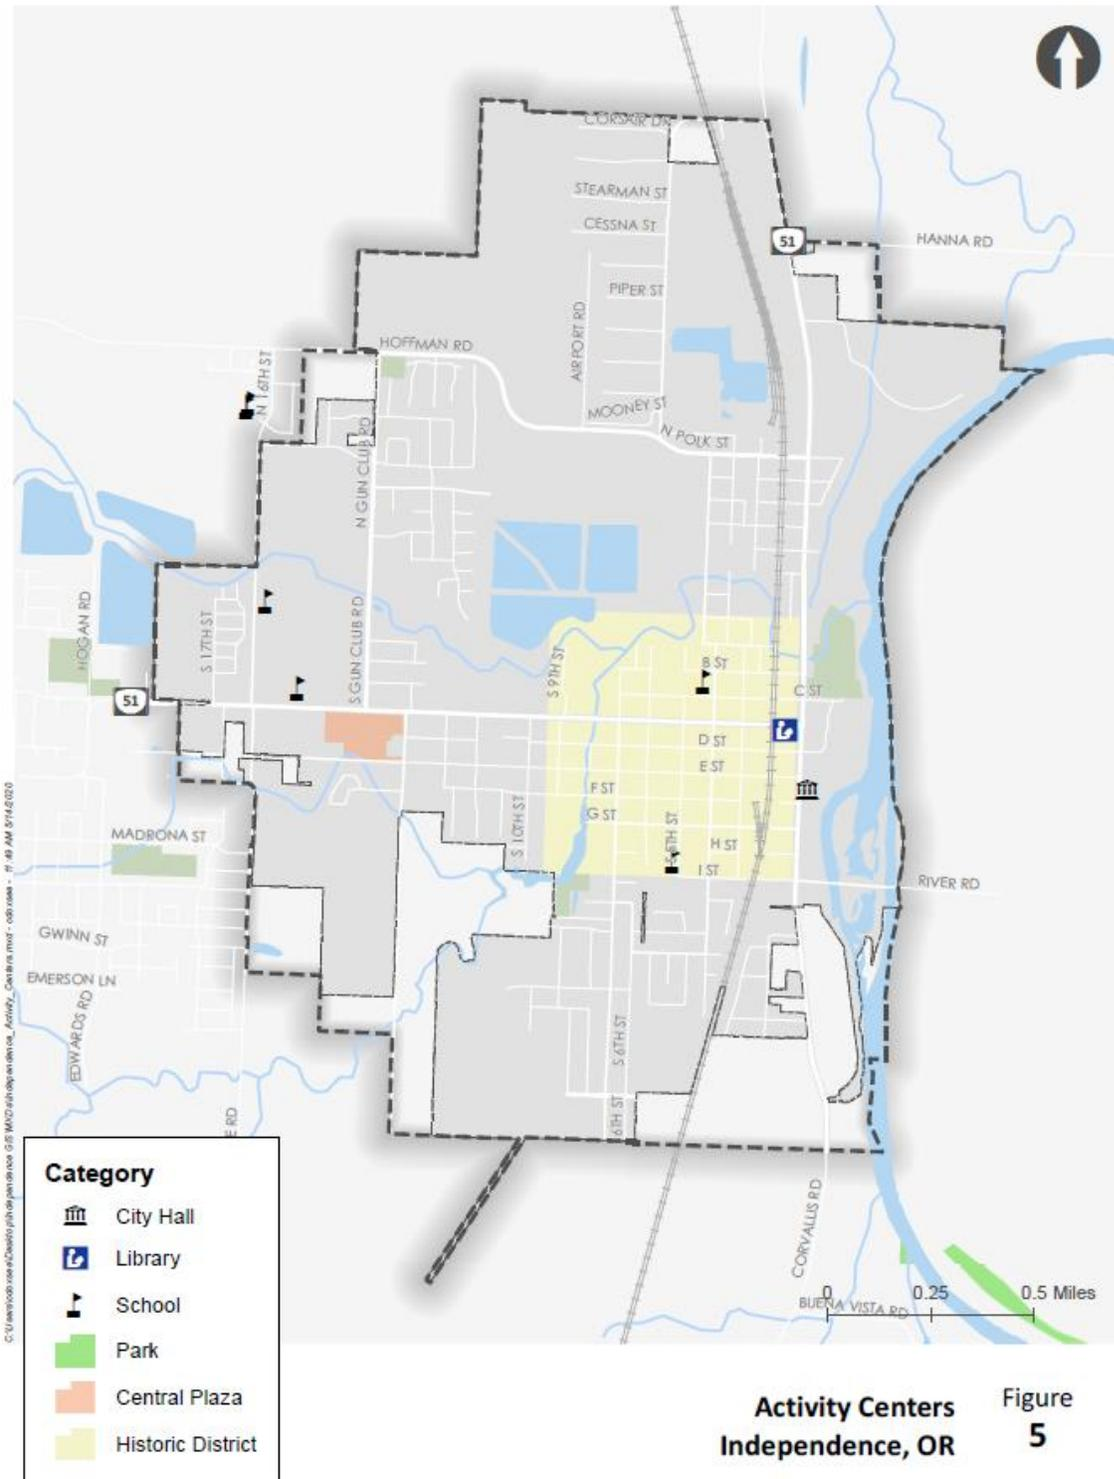 CORSAIR DR
STEARMAN ST
CESSNA ST
51
HANNA RD
PIPER ST
AIRPORT RD
HOFFMAN RD
N 16TH ST
MOONEY ST
N POLK ST
N GUN CLUB RD
HOGAN RD
S 17TH ST
S GUN CLUB RD
S 9TH ST
B ST
C ST
51
D ST
E ST
F ST
G ST
S 10TH ST
S 5TH ST
H ST
I ST
MADRONA ST
RIVER RD
GWINN ST
EMERSON LN
EDWARDS RD
S 6TH ST
6TH ST
E RD
CORVALLIS RD
BUENA VISTA RD
0 0.25 0.5 Miles
Category
City Hall
Library
School
Park
Central Plaza
Historic District
Activity Centers
Independence, OR
Figure
5